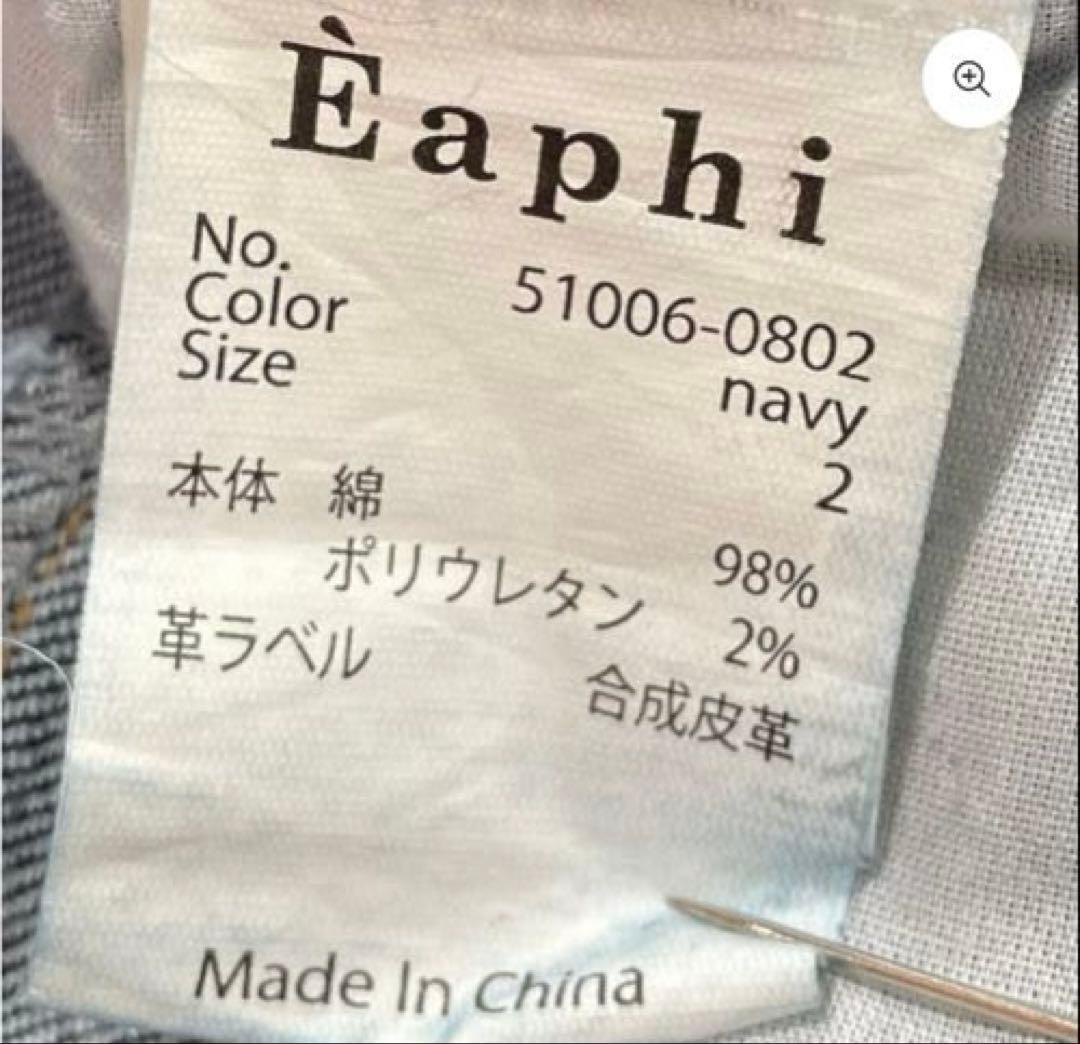 Èaphi
No. 51006-0802
Color navy
Size 2
本体 綿 98%
ポリウレタン 2%
革ラベル 合成皮革
Made In China